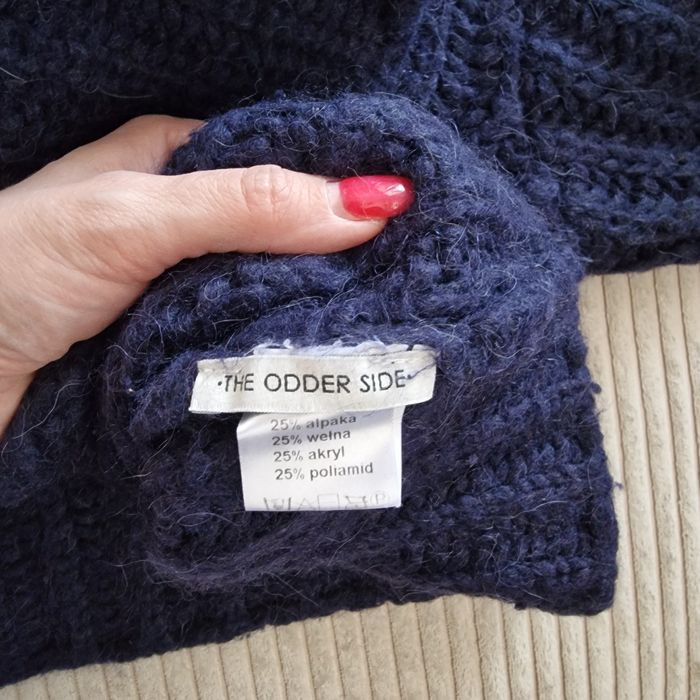 ·THE ODDER SIDE·
25% alpaka
25% wełna
25% akryl
25% poliamid